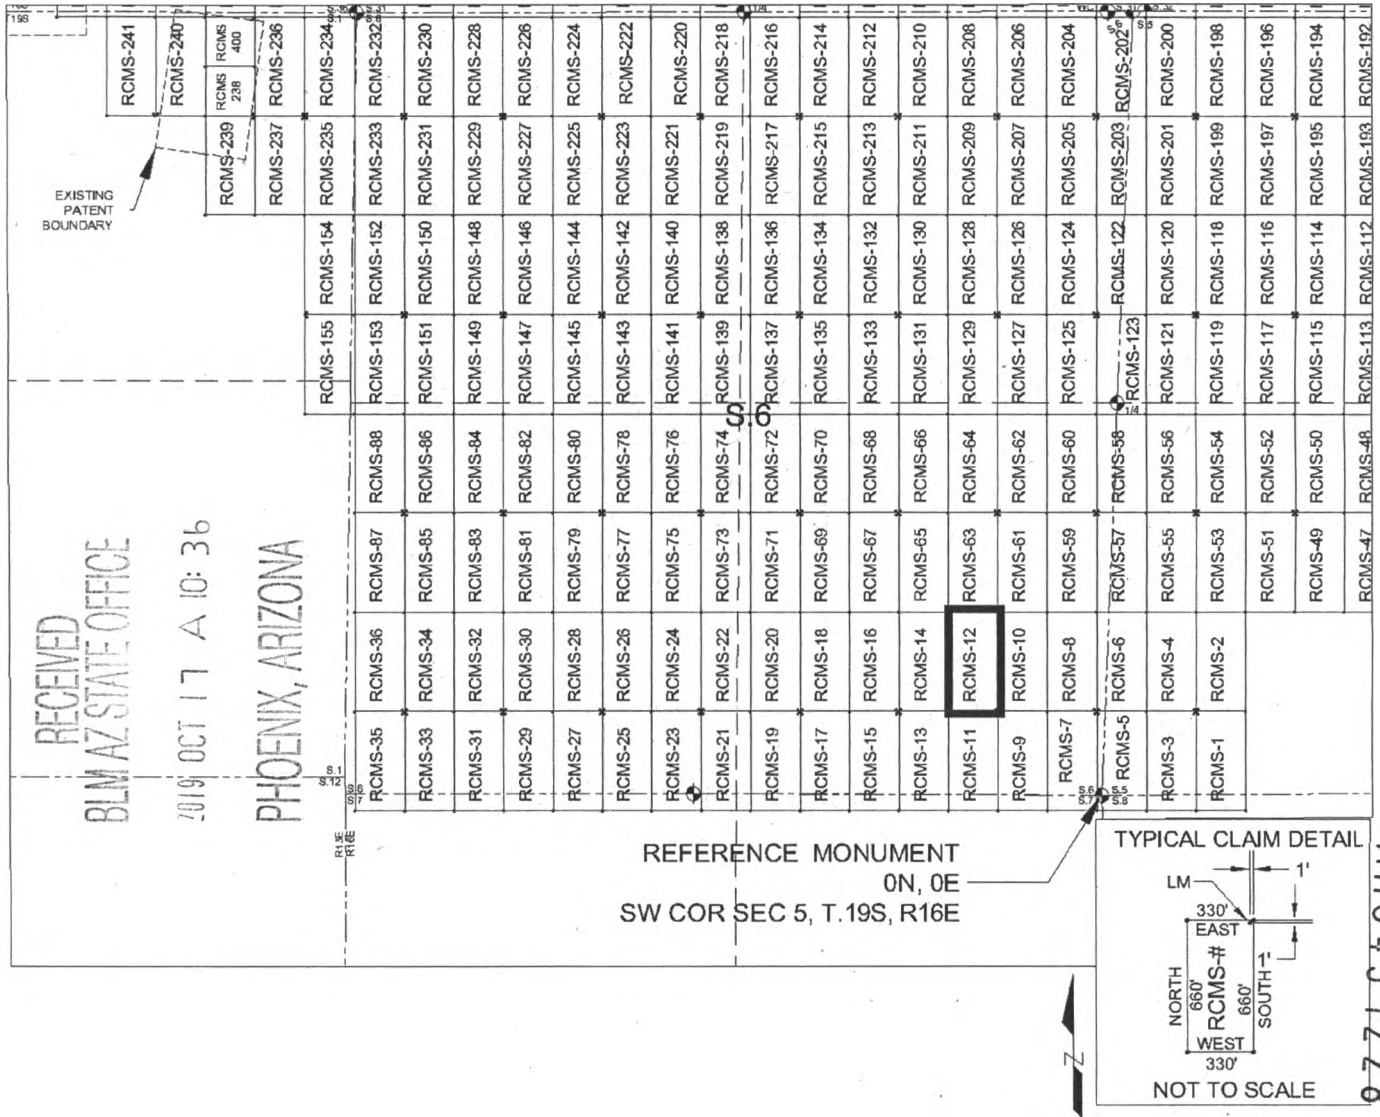 19S
S.1 S.6
1/4
WC
S.6 S.5
RCMS-241 RCMS-240 RCMS 400 RCMS-236 RCMS-234 RCMS-232 RCMS-230 RCMS-228 RCMS-226 RCMS-224 RCMS-222 RCMS-220 RCMS-218 RCMS-216 RCMS-214 RCMS-212 RCMS-210 RCMS-208 RCMS-206 RCMS-204 RCMS-202 RCMS-200 RCMS-198 RCMS-196 RCMS-194 RCMS-192
RCMS 238
RCMS-239 RCMS-237 RCMS-235 RCMS-233 RCMS-231 RCMS-229 RCMS-227 RCMS-225 RCMS-223 RCMS-221 RCMS-219 RCMS-217 RCMS-215 RCMS-213 RCMS-211 RCMS-209 RCMS-207 RCMS-205 RCMS-203 RCMS-201 RCMS-199 RCMS-197 RCMS-195 RCMS-193
EXISTING
PATENT
BOUNDARY
RCMS-154 RCMS-152 RCMS-150 RCMS-148 RCMS-146 RCMS-144 RCMS-142 RCMS-140 RCMS-138 RCMS-136 RCMS-134 RCMS-132 RCMS-130 RCMS-128 RCMS-126 RCMS-124 RCMS-122 RCMS-120 RCMS-118 RCMS-116 RCMS-114 RCMS-112
RCMS-155 RCMS-153 RCMS-151 RCMS-149 RCMS-147 RCMS-145 RCMS-143 RCMS-141 RCMS-139 RCMS-137 RCMS-135 RCMS-133 RCMS-131 RCMS-129 RCMS-127 RCMS-125 RCMS-123 RCMS-121 RCMS-119 RCMS-117 RCMS-115 RCMS-113
S.6
1/4
RCMS-88 RCMS-86 RCMS-84 RCMS-82 RCMS-80 RCMS-78 RCMS-76 RCMS-74 RCMS-72 RCMS-70 RCMS-68 RCMS-66 RCMS-64 RCMS-62 RCMS-60 RCMS-58 RCMS-56 RCMS-54 RCMS-52 RCMS-50 RCMS-48
RCMS-87 RCMS-85 RCMS-83 RCMS-81 RCMS-79 RCMS-77 RCMS-75 RCMS-73 RCMS-71 RCMS-69 RCMS-67 RCMS-65 RCMS-63 RCMS-61 RCMS-59 RCMS-57 RCMS-55 RCMS-53 RCMS-51 RCMS-49 RCMS-47
RCMS-36 RCMS-34 RCMS-32 RCMS-30 RCMS-28 RCMS-26 RCMS-24 RCMS-22 RCMS-20 RCMS-18 RCMS-16 RCMS-14 RCMS-12 RCMS-10 RCMS-8 RCMS-6 RCMS-4 RCMS-2
RCMS-35 RCMS-33 RCMS-31 RCMS-29 RCMS-27 RCMS-25 RCMS-23 RCMS-21 RCMS-19 RCMS-17 RCMS-15 RCMS-13 RCMS-11 RCMS-9 RCMS-7 RCMS-5 RCMS-3 RCMS-1
RECEIVED
BLM AZ STATE OFFICE
2019 OCT 17 A 10: 36
PHOENIX, ARIZONA
S.1
S.12
S.6
S.7
S.6 S.5
S.7 S.8
R15E
R16E
REFERENCE MONUMENT
0N, 0E
SW COR SEC 5, T.19S, R16E
N
TYPICAL CLAIM DETAIL
LM
1'
330'
EAST
1'
NORTH
660'
RCMS-#
660'
SOUTH
WEST
330'
NOT TO SCALE